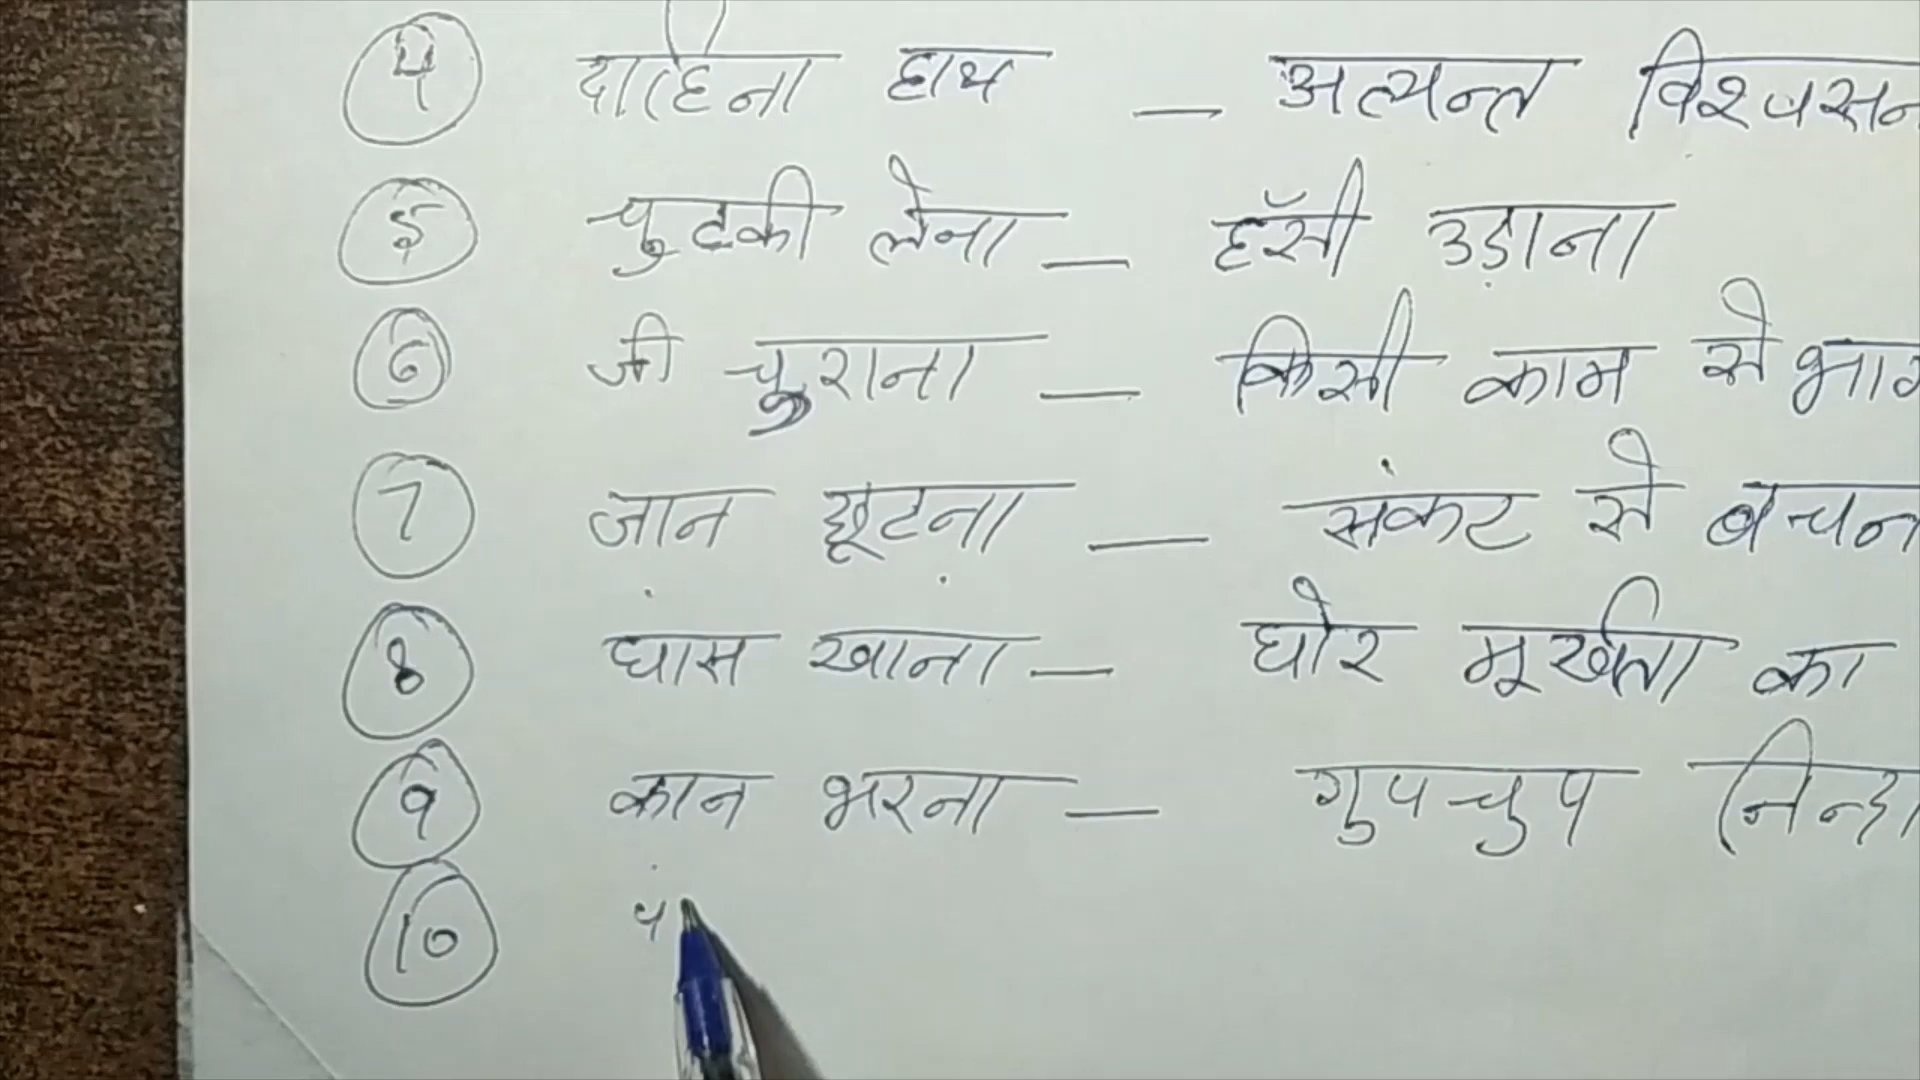 4 दाहिना हाथ — अत्यन्त विश्वसन
5 चुटकी लेना — हँसी उड़ाना
6 जी चुराना — किसी काम से भाग
7 जान छूटना — संकट से बचन
8 घास खाना — घोर मूर्खता का
9 कान भरना — गुपचुप निन्दा
10